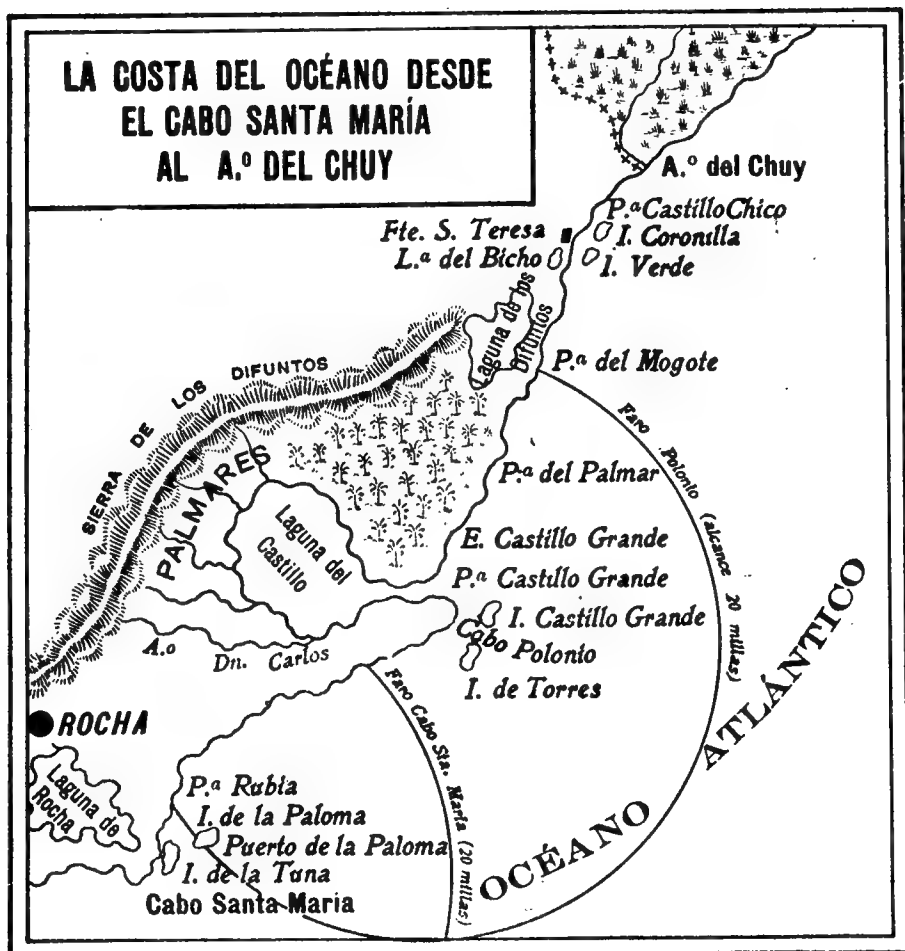 LA COSTA DEL OCÉANO DESDE
EL CABO SANTA MARÍA
AL A.º DEL CHUY
A.º del Chuy
P.ª Castillo Chico
Fte. S. Teresa
I. Coronilla
L.ª del Bicho
I. Verde
Laguna de los
Difuntos
P.ª del Mogote
SIERRA DE LOS DIFUNTOS
Faro Polonio (alcance 20 millas)
PALMARES
P.ª del Palmar
Laguna del
Castillo
E. Castillo Grande
P.ª Castillo Grande
I. Castillo Grande
Cabo Polonio
A.º Dn. Carlos
I. de Torres
Faro Cabo Sta. María (20 millas)
ROCHA
Laguna de
Rocha
P.ª Rubia
I. de la Paloma
Puerto de la Paloma
I. de la Tuna
Cabo Santa Maria
OCÉANO ATLÁNTICO